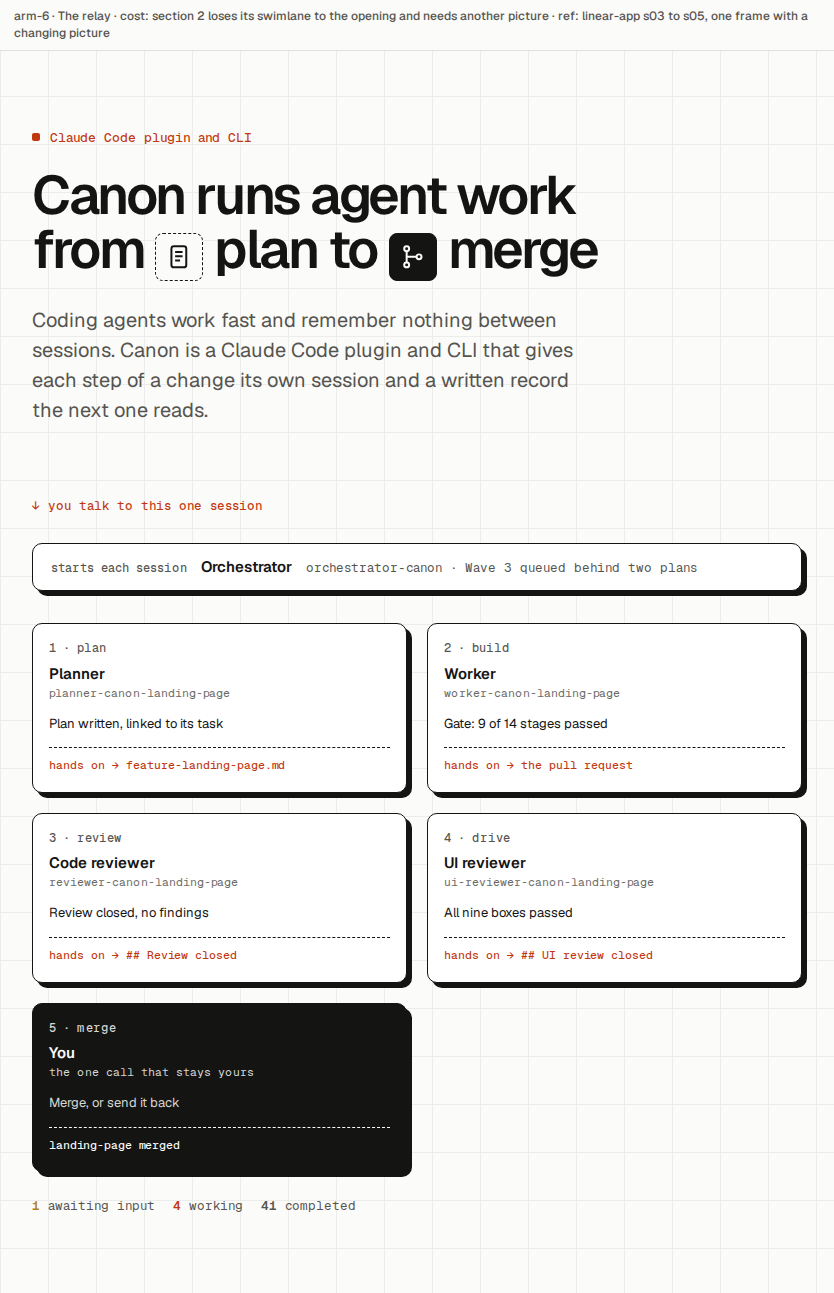 arm-6 · The relay · cost: section 2 loses its swimlane to the opening and needs another picture · ref: linear-app s03 to s05, one frame with a
changing picture
Claude Code plugin and CLI
Canon runs agent work
from plan to merge
Coding agents work fast and remember nothing between
sessions. Canon is a Claude Code plugin and CLI that gives
each step of a change its own session and a written record
the next one reads.
↓ you talk to this one session
starts each session Orchestrator orchestrator-canon · Wave 3 queued behind two plans
1 · plan
Planner
planner-canon-landing-page
Plan written, linked to its task
hands on → feature-landing-page.md
2 · build
Worker
worker-canon-landing-page
Gate: 9 of 14 stages passed
hands on → the pull request
3 · review
Code reviewer
reviewer-canon-landing-page
Review closed, no findings
hands on → ## Review closed
4 · drive
UI reviewer
ui-reviewer-canon-landing-page
All nine boxes passed
hands on → ## UI review closed
5 · merge
You
the one call that stays yours
Merge, or send it back
landing-page merged
1 awaiting input 4 working 41 completed